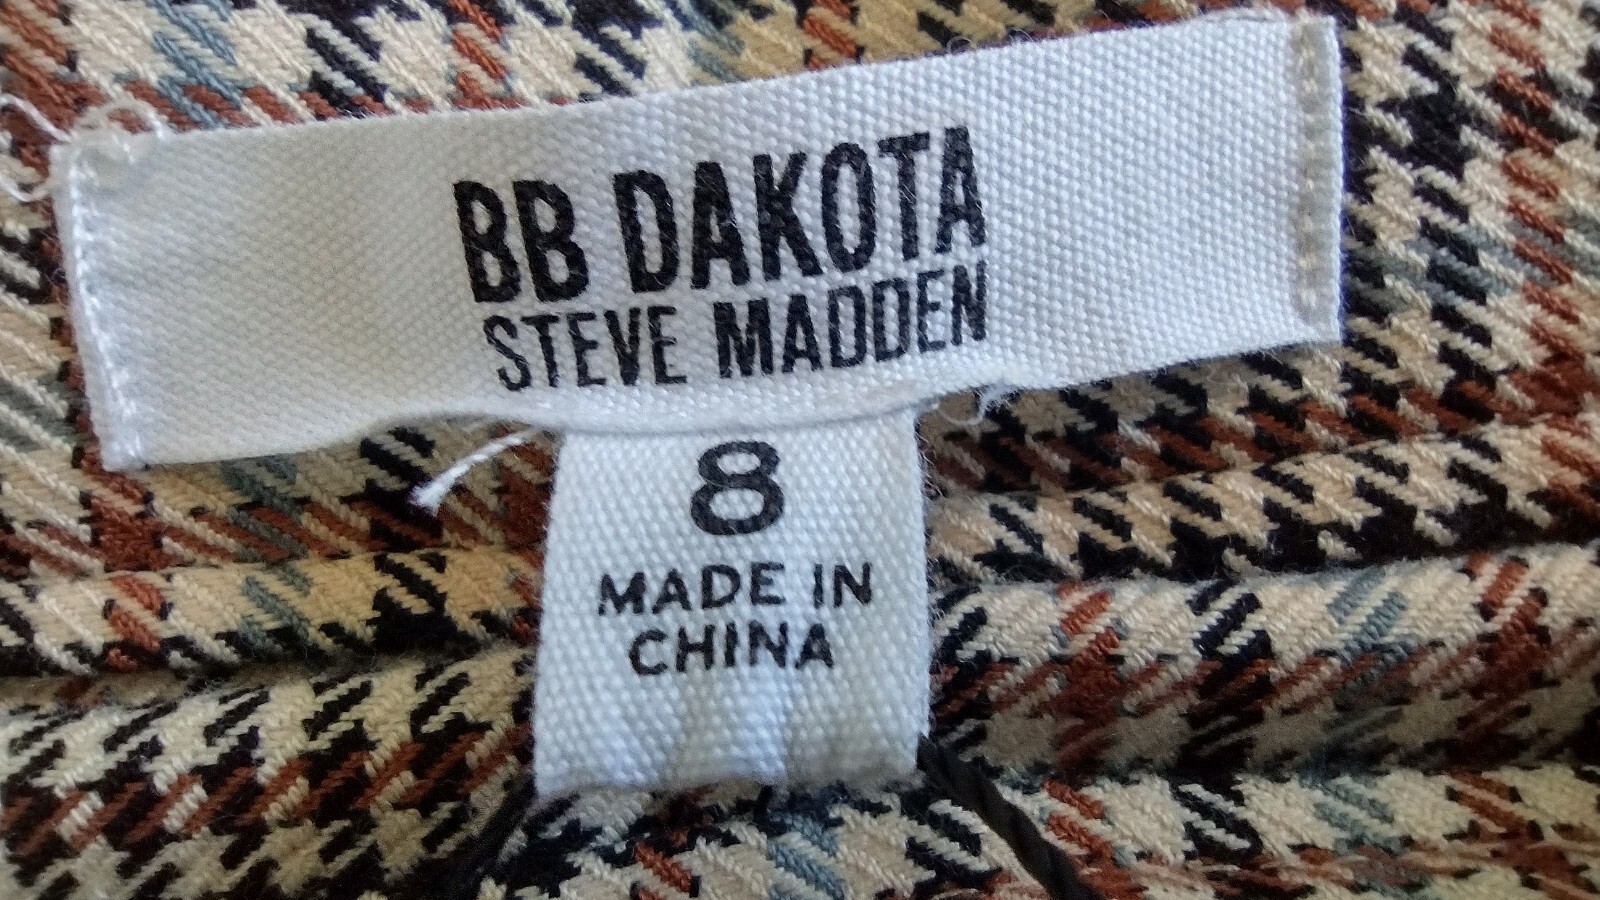 BB DAKOTA
STEVE MADDEN
8
MADE IN
CHINA